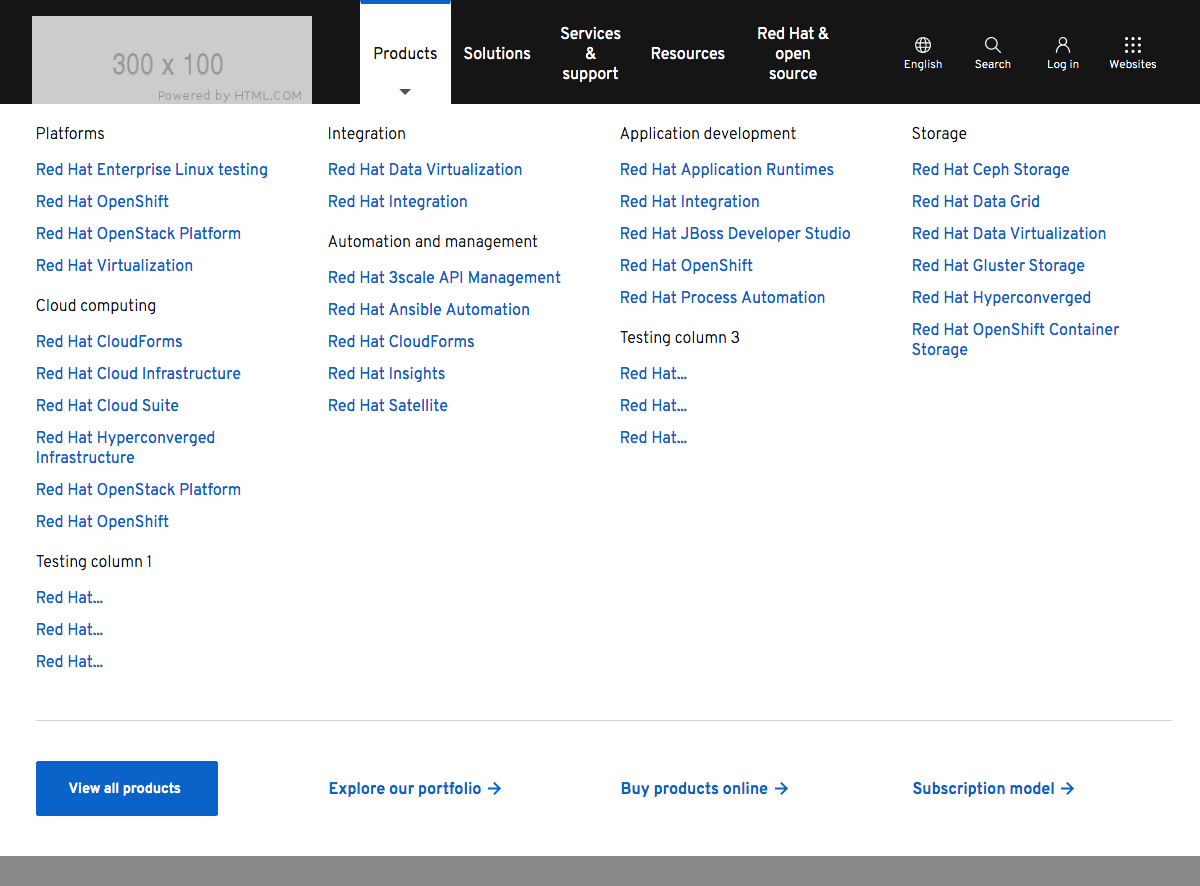 300 x 100
Powered by HTML.COM
Products
Solutions
Services
&
support
Resources
Red Hat &
open
source
English
Search
Log in
Websites
Platforms
Red Hat Enterprise Linux testing
Red Hat OpenShift
Red Hat OpenStack Platform
Red Hat Virtualization
Cloud computing
Red Hat CloudForms
Red Hat Cloud Infrastructure
Red Hat Cloud Suite
Red Hat Hyperconverged
Infrastructure
Red Hat OpenStack Platform
Red Hat OpenShift
Testing column 1
Red Hat...
Red Hat...
Red Hat...
Integration
Red Hat Data Virtualization
Red Hat Integration
Automation and management
Red Hat 3scale API Management
Red Hat Ansible Automation
Red Hat CloudForms
Red Hat Insights
Red Hat Satellite
Application development
Red Hat Application Runtimes
Red Hat Integration
Red Hat JBoss Developer Studio
Red Hat OpenShift
Red Hat Process Automation
Testing column 3
Red Hat...
Red Hat...
Red Hat...
Storage
Red Hat Ceph Storage
Red Hat Data Grid
Red Hat Data Virtualization
Red Hat Gluster Storage
Red Hat Hyperconverged
Red Hat OpenShift Container
Storage
View all products
Explore our portfolio →
Buy products online →
Subscription model →